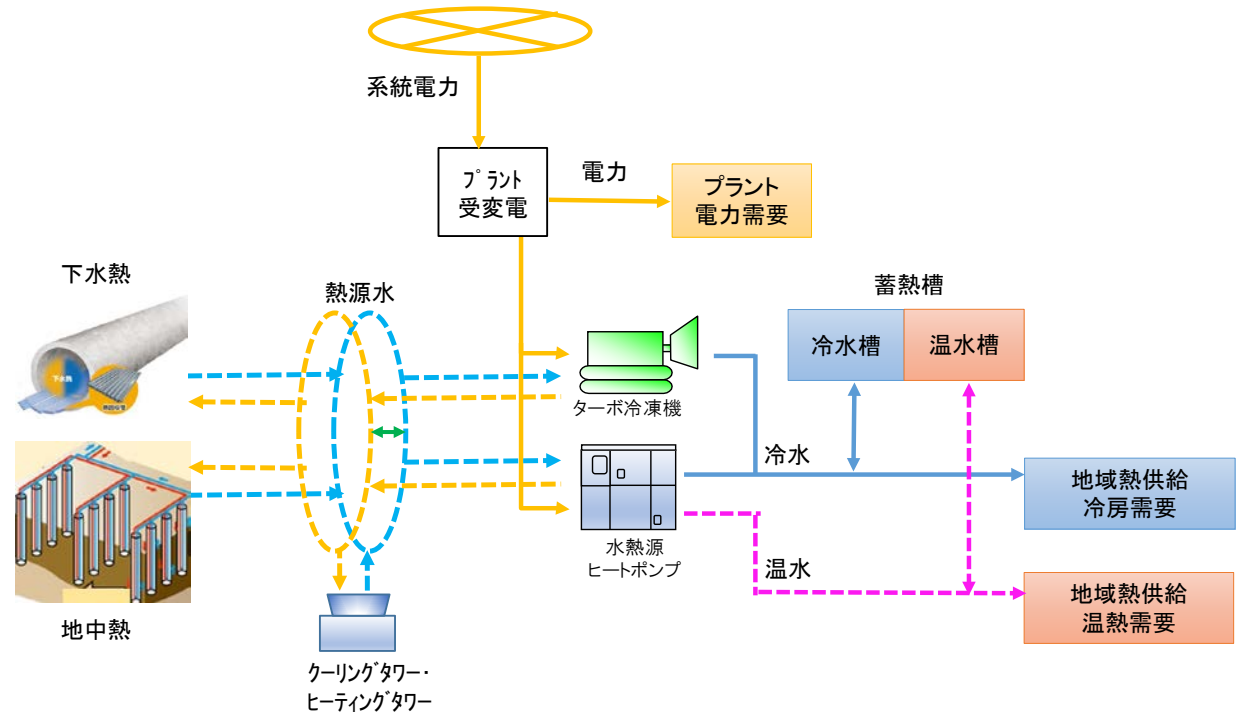 系統電力
ﾌﾟﾗﾝﾄ
受変電
電力
プラント
電力需要
下水熱
下水熱
熱源水
蓄熱槽
冷水槽
温水槽
ターボ冷凍機
冷水
地域熱供給
冷房需要
水熱源
ヒートポンプ
温水
地域熱供給
温熱需要
地中熱
ｸｰﾘﾝｸﾞﾀﾜｰ･
ﾋｰﾃｨﾝｸﾞﾀﾜｰ